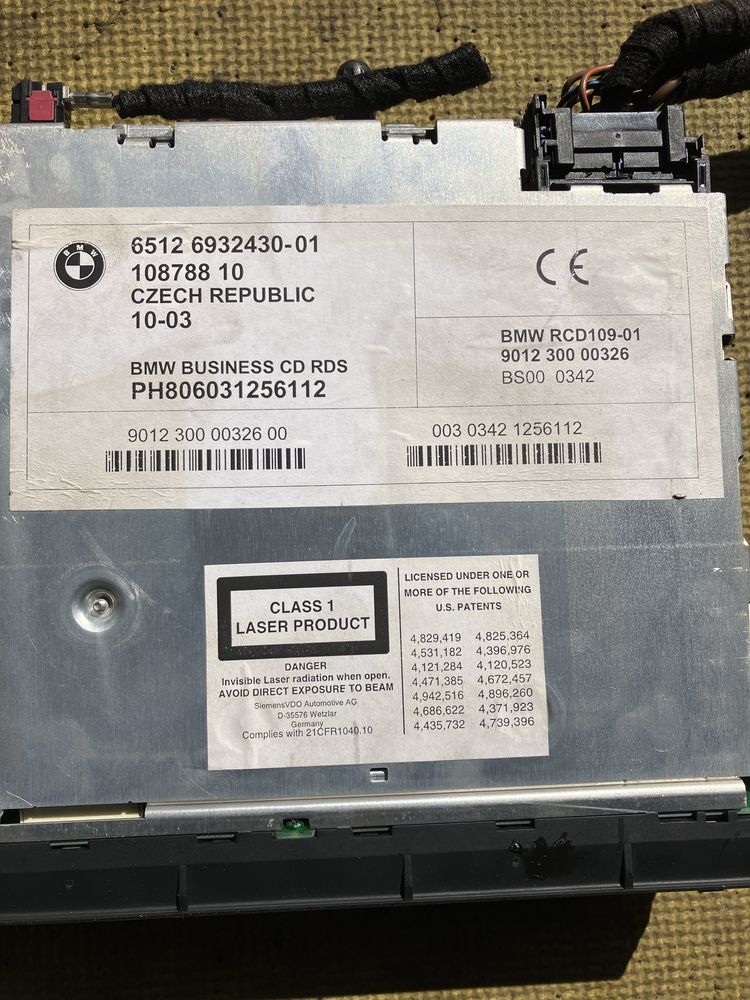 BMW
6512 6932430-01
108788 10
CZECH REPUBLIC
10-03
BMW BUSINESS CD RDS
PH806031256112
CE
BMW RCD109-01
9012 300 00326
BS00 0342
9012 300 00326 00
003 0342 1256112
CLASS 1
LASER PRODUCT
DANGER
Invisible Laser radiation when open.
AVOID DIRECT EXPOSURE TO BEAM
SiemensVDO Automotive AG
D-35576 Wetzlar
Germany
Complies with 21CFR1040.10
LICENSED UNDER ONE OR
MORE OF THE FOLLOWING
U.S. PATENTS
4,829,419 4,825,364
4,531,182 4,396,976
4,121,284 4,120,523
4,471,385 4,672,457
4,942,516 4,896,260
4,686,622 4,371,923
4,435,732 4,739,396